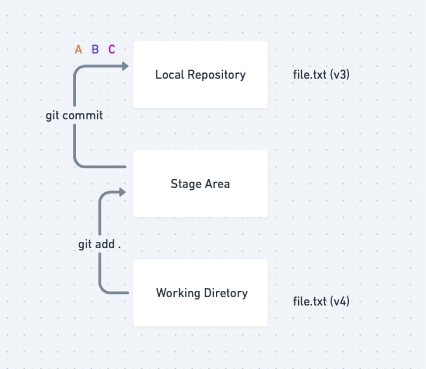 A B C
Local Repository
file.txt (v3)
git commit
Stage Area
git add .
Working Diretory
file.txt (v4)